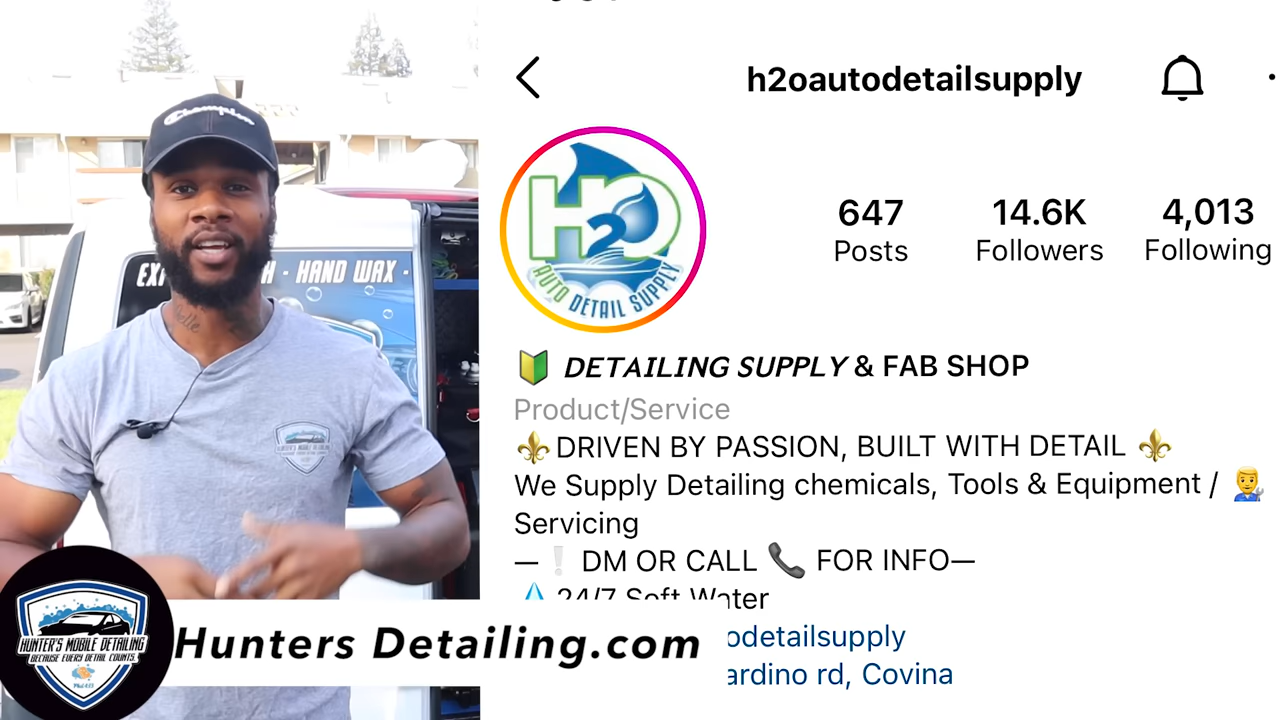 h2oautodetailsupply
Champion
H2O
AUTO DETAIL SUPPLY
647
Posts
14.6K
Followers
4,013
Following
- HAND WAX -
DETAILING SUPPLY & FAB SHOP
Product/Service
DRIVEN BY PASSION, BUILT WITH DETAIL
We Supply Detailing chemicals, Tools & Equipment /
Servicing
—❕ DM OR CALL 📞 FOR INFO—
24/7 Soft Water
odetailsupply
ardino rd, Covina
HUNTER'S MOBILE DETAILING
BECAUSE EVERY DETAIL COUNTS.
Hunters Detailing.com